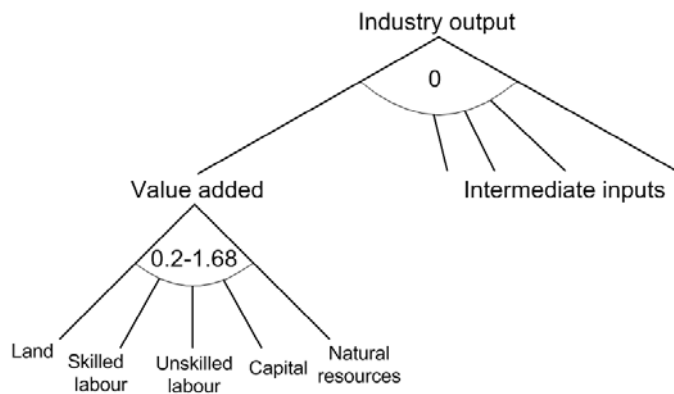 Industry output
0
Value added
Intermediate inputs
0.2-1.68
Land
Skilled
labour
Unskilled
labour
Capital
Natural
resources